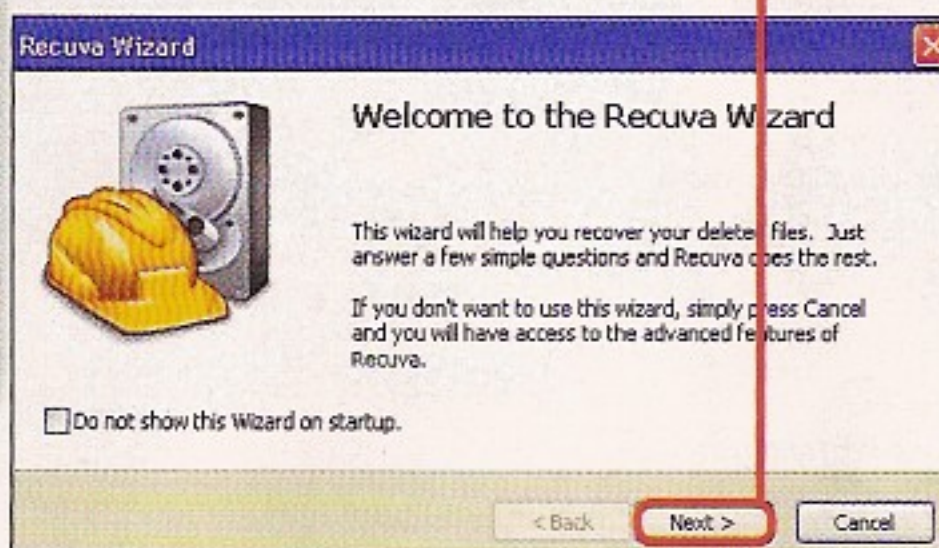 Recuva Wizard
Welcome to the Recuva Wizard
This wizard will help you recover your deleted files. Just
answer a few simple questions and Recuva does the rest.
If you don't want to use this wizard, simply press Cancel
and you will have access to the advanced features of
Recuva.
Do not show this Wizard on startup.
< Back Next > Cancel